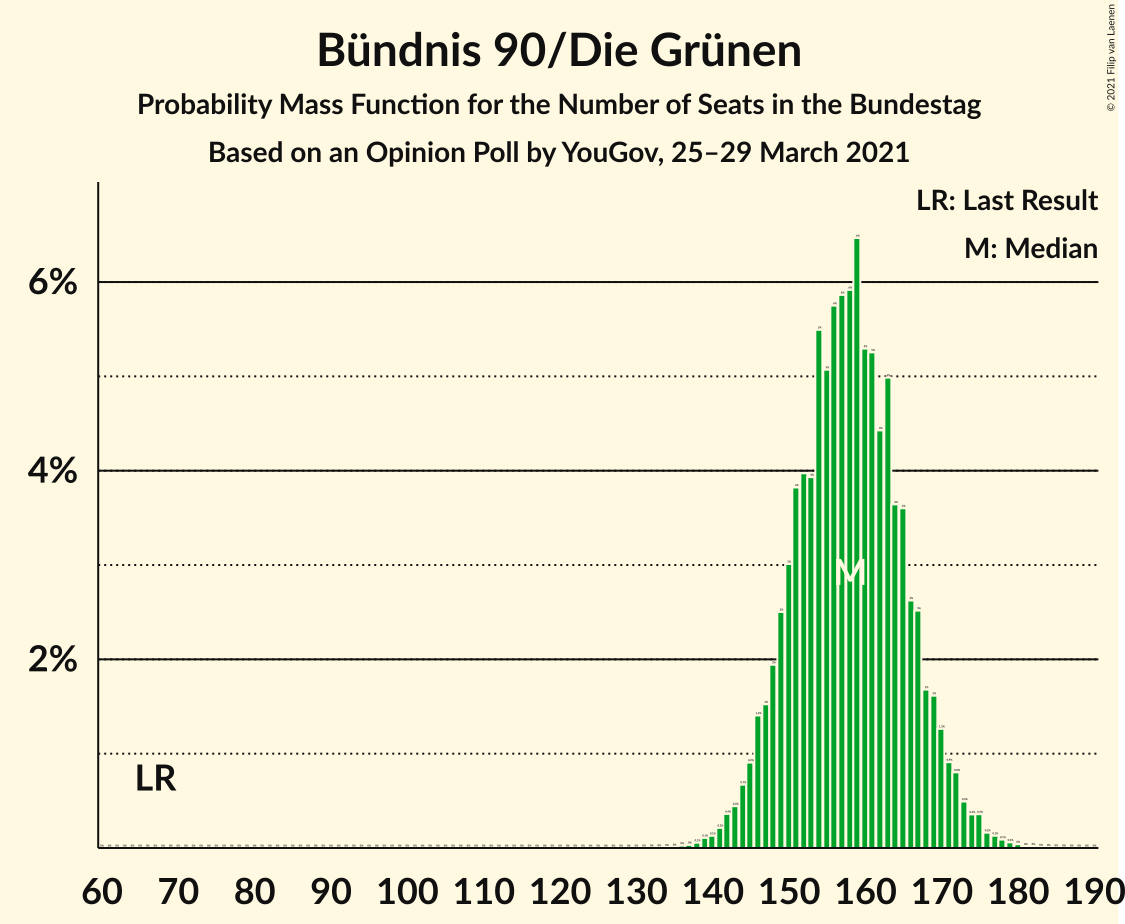 Bündnis 90/Die Grünen
Probability Mass Function for the Number of Seats in the Bundestag
Based on an Opinion Poll by YouGov, 25–29 March 2021
© 2021 Filip van Laenen
LR: Last Result
M: Median
6%
4%
2%
M
LR
60 70 80 90 100 110 120 130 140 150 160 170 180 190